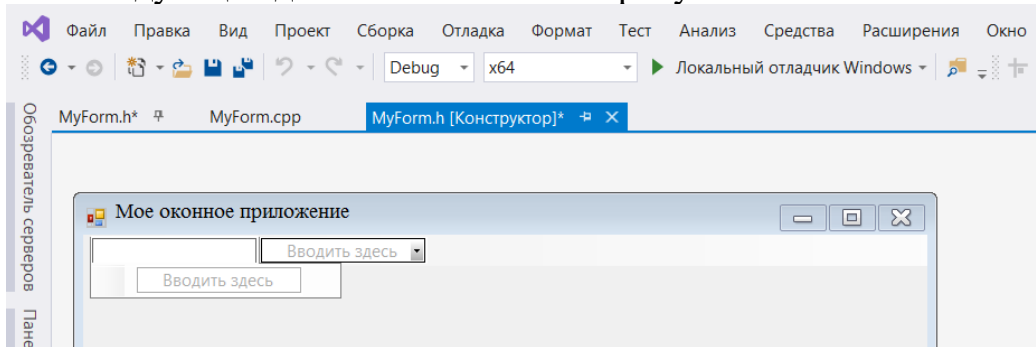 Файл Правка Вид Проект Сборка Отладка Формат Тест Анализ Средства Расширения Окно
Debug x64 Локальный отладчик Windows
MyForm.h* MyForm.cpp MyForm.h [Конструктор]*
Обозреватель серверов
Мое оконное приложение
Вводить здесь
Вводить здесь